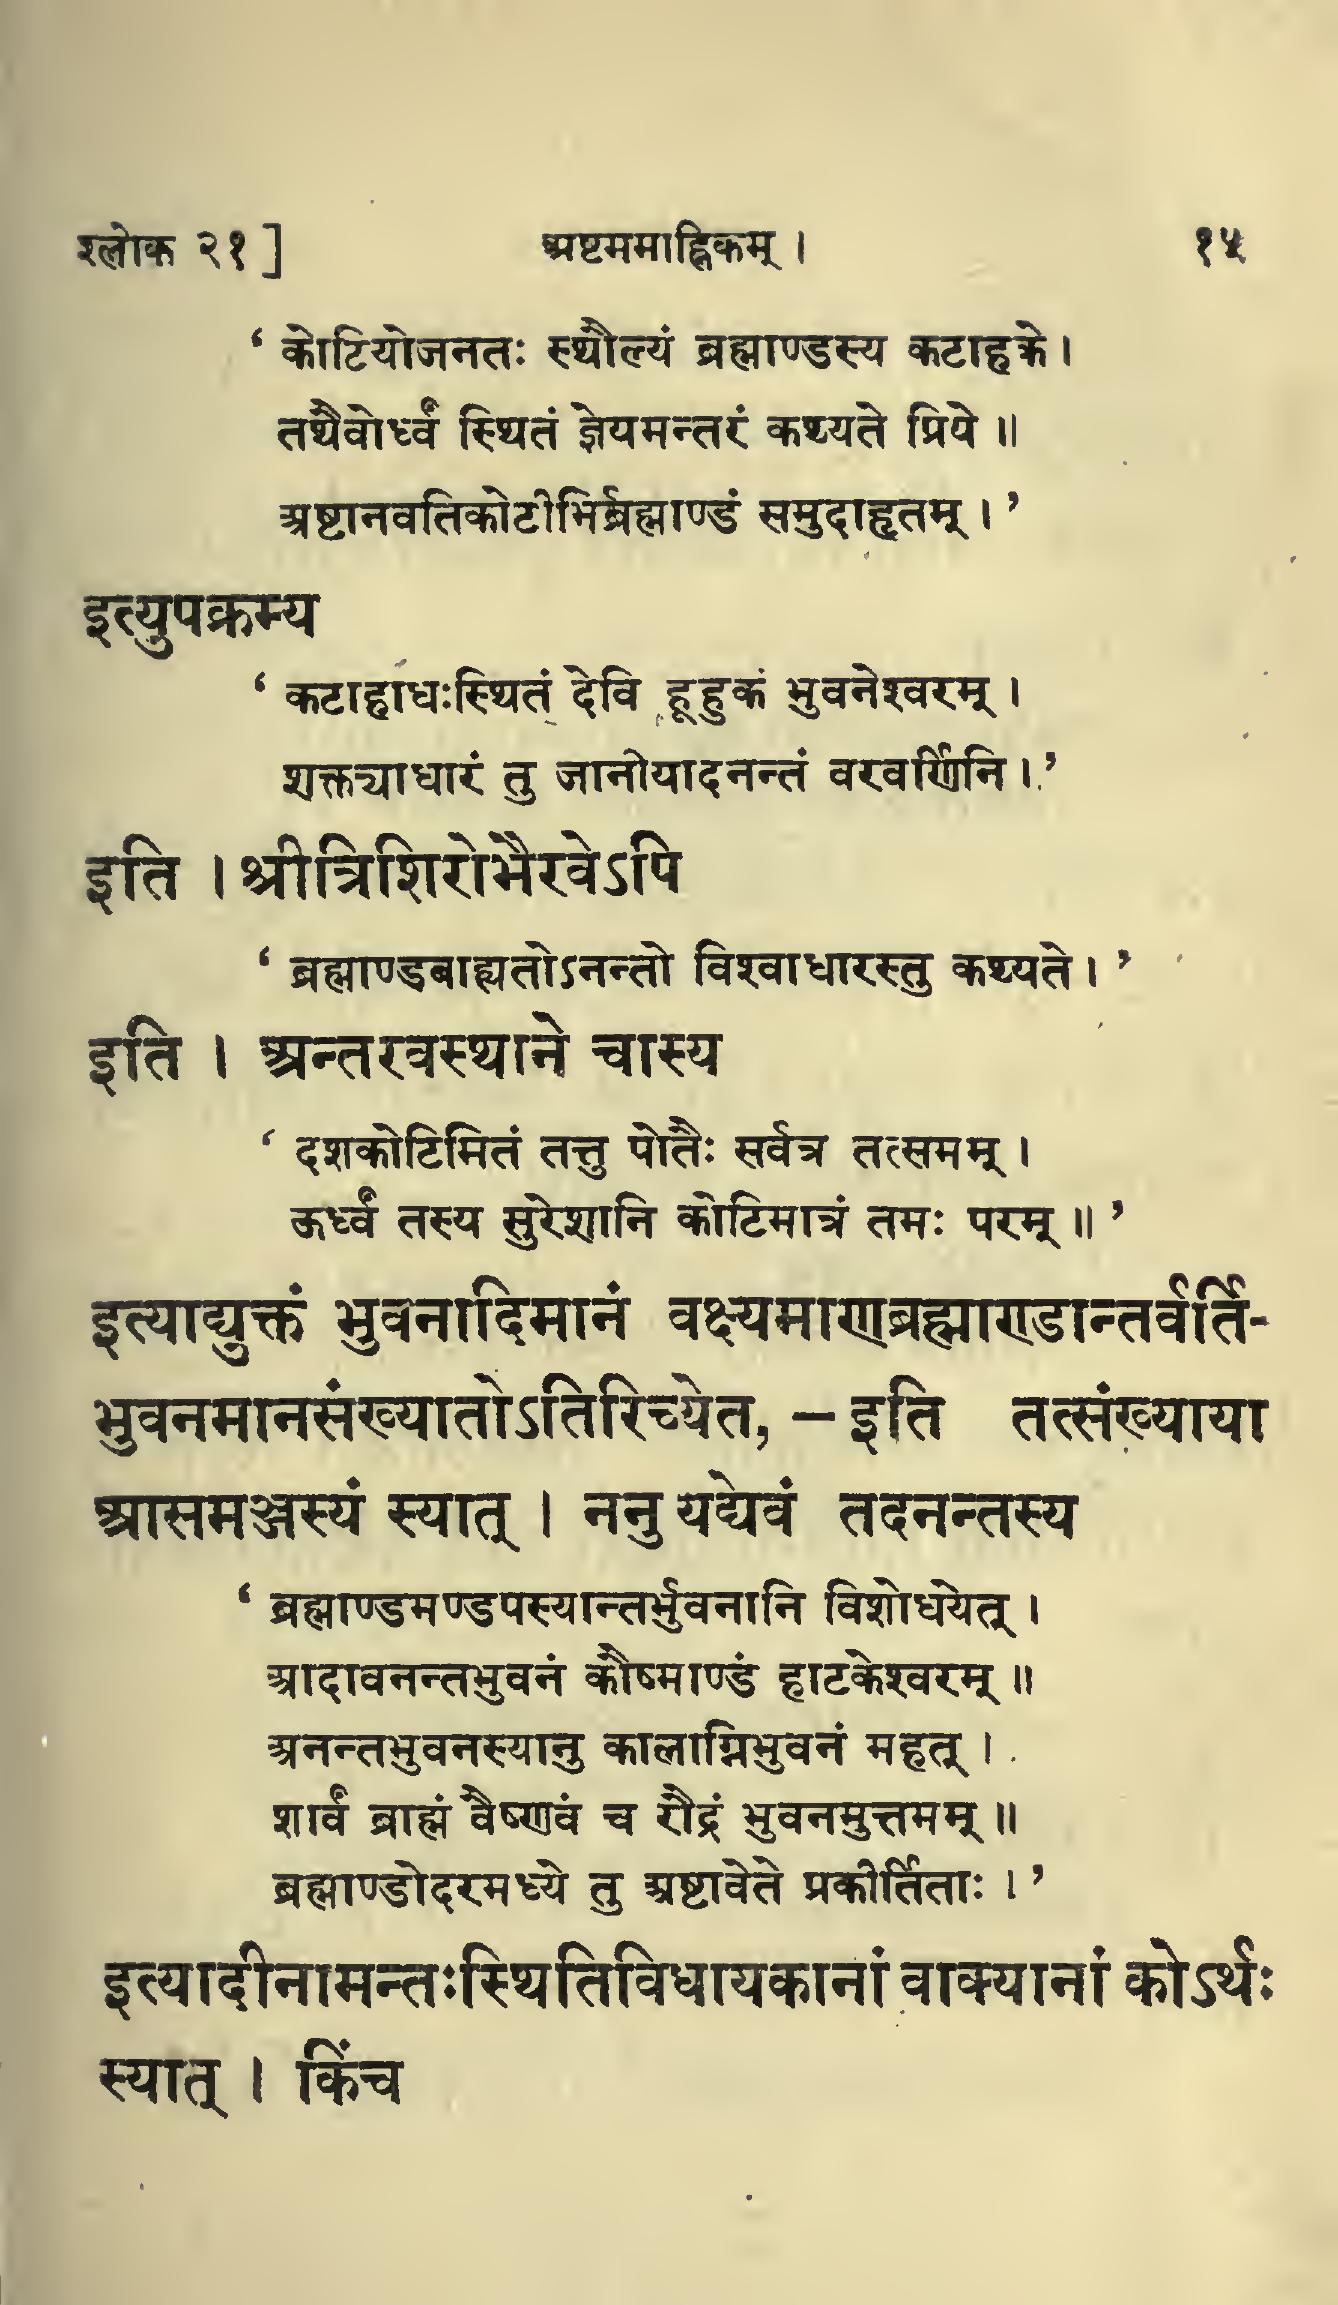 श्लोक २१ ] अष्टममाह्निकम् । १५
‘ कोटियोजनतः स्थौल्यं ब्रह्माण्डस्य कटाहके ।
तथैवोर्ध्वं स्थितं ज्ञेयमन्तरं कथ्यते प्रिये ॥
अष्टानवतिकोटीभिर्ब्रह्माण्डं समुदाहृतम् । ’
इत्युपक्रम्य
‘ कटाहाधःस्थितं देवि हूहुकं भुवनेश्वरम् ।
शक्त्याधारं तु जानीयादनन्तं वरवर्णिनि । ’
इति । श्रीत्रिशिरोभैरवेऽपि
‘ ब्रह्माण्डबाह्यतोऽनन्तो विश्वाधारस्तु कथ्यते । ’
इति । अन्तरवस्थाने चास्य
‘ दशकोटिमितं तत्तु पोतैः सर्वत्र तत्समम् ।
ऊर्ध्वं तस्य सुरेशानि कोटिमात्रं तमः परम् ॥ ’
इत्याद्युक्तं भुवनादिमानं वक्ष्यमाणब्रह्माण्डान्तर्वर्ति-
भुवनमानसंख्यातोऽतिरिच्येत, – इति तत्संख्याया
आसमञ्जस्यं स्यात् । ननु यद्येवं तदनन्तस्य
‘ ब्रह्माण्डमण्डपस्यान्तर्भुवनानि विशोधयेत् ।
आदावनन्तभुवनं कौष्माण्डं हाटकेश्वरम् ॥
अनन्तभुवनस्यानु कालाग्निभुवनं महत् ।
शार्वं ब्राह्मं वैष्णवं च रौद्रं भुवनमुत्तमम् ॥
ब्रह्माण्डोदरमध्ये तु अष्टावेते प्रकीर्तिताः । ’
इत्यादीनामन्तःस्थितिविधायकानां वाक्यानां कोऽर्थः
स्यात् । किंच